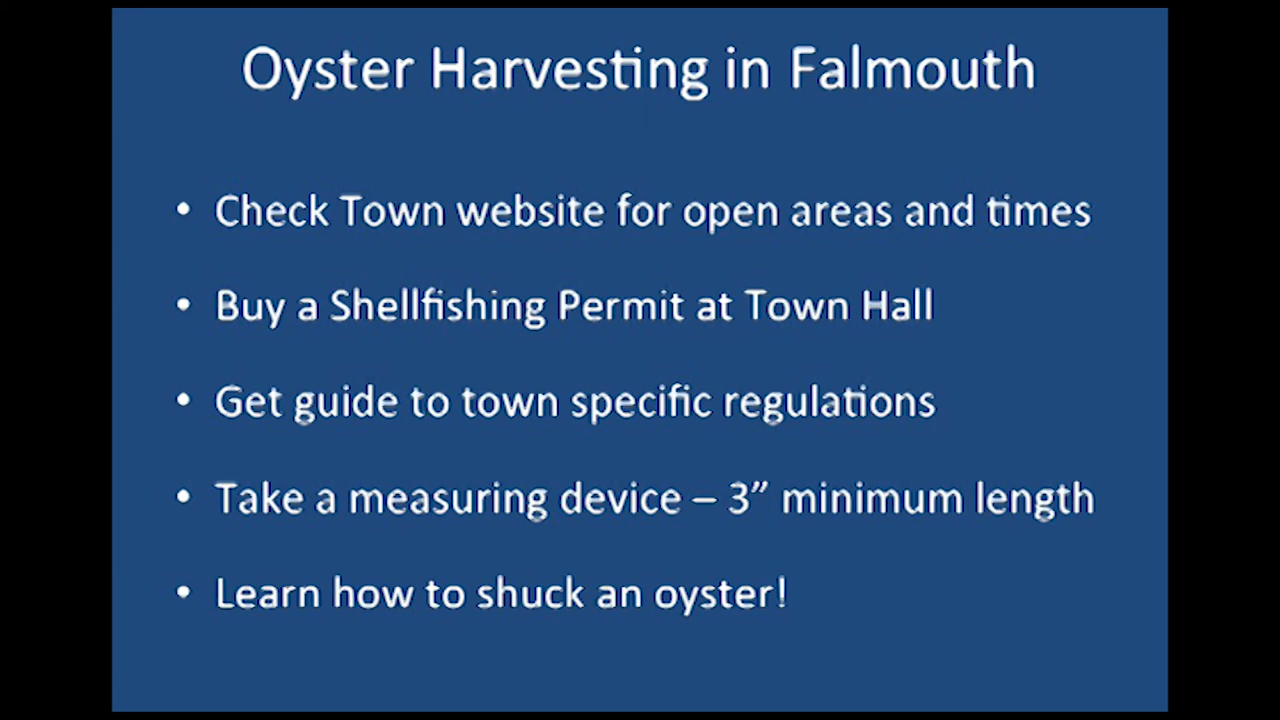 Oyster Harvesting in Falmouth
• Check Town website for open areas and times
• Buy a Shellfishing Permit at Town Hall
• Get guide to town specific regulations
• Take a measuring device – 3” minimum length
• Learn how to shuck an oyster!